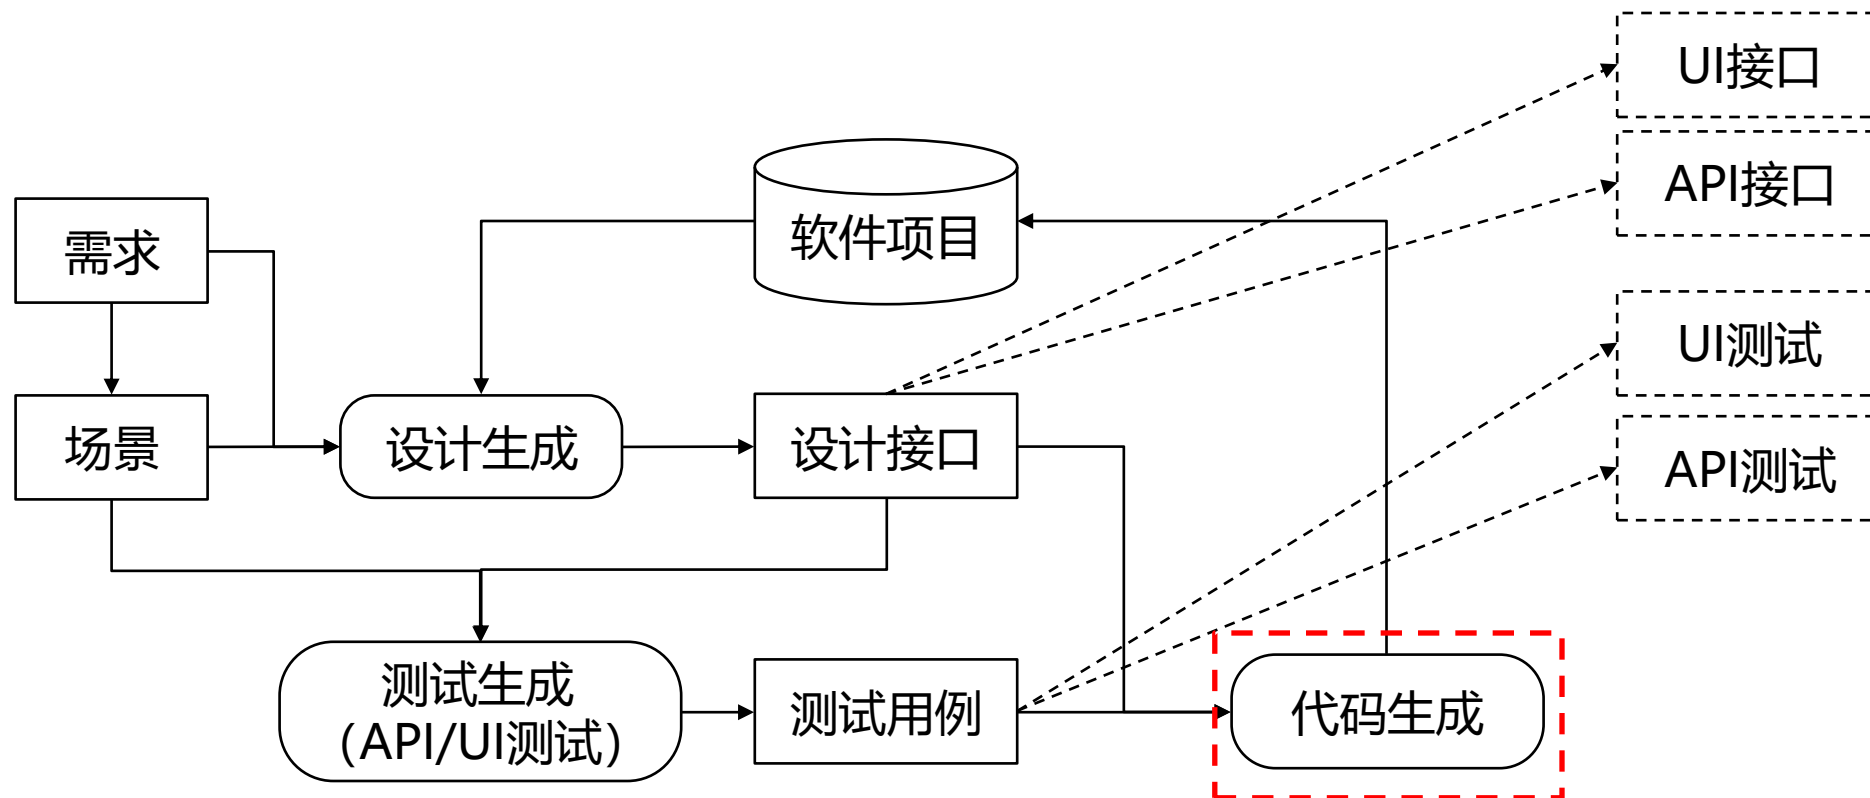 UI接口
API接口
软件项目
需求
UI测试
场景
设计生成
设计接口
API测试
测试生成
(API/UI测试)
测试用例
代码生成